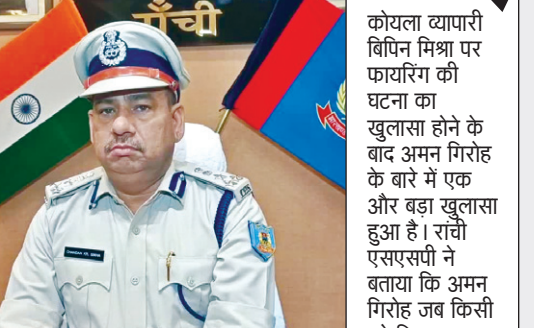 राँची
कोयला व्यापारी
बिपिन मिश्रा पर
फायरिंग की
घटना का
खुलासा होने के
बाद अमन गिरोह
के बारे में एक
और बड़ा खुलासा
हुआ है। रांची
एसएसपी ने
बताया कि अमन
गिरोह जब किसी